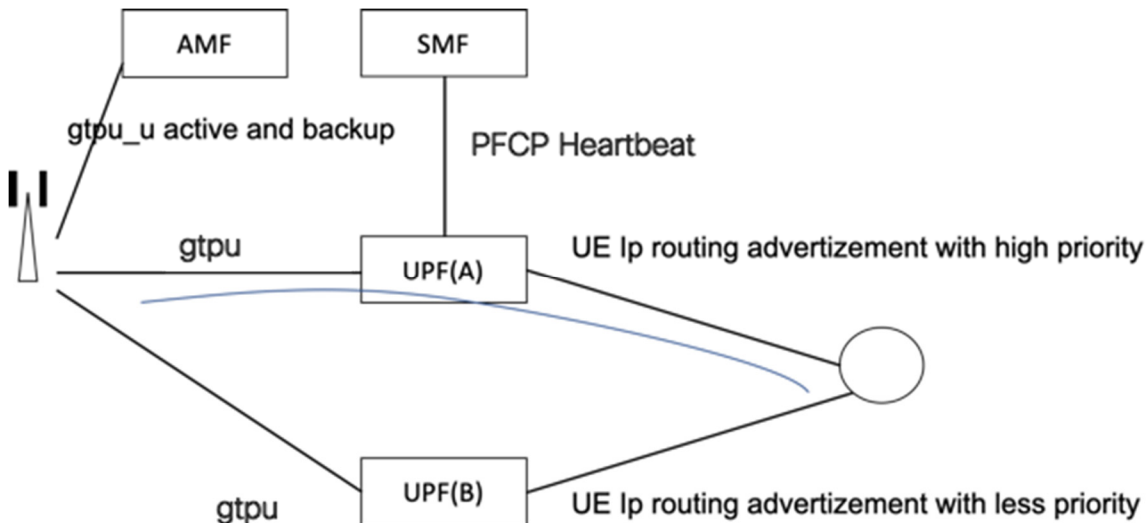 AMF
SMF
gtpu_u active and backup
PFCP Heartbeat
gtpu
UPF(A)
UE Ip routing advertizement with high priority
UPF(B)
gtpu
UE Ip routing advertizement with less priority